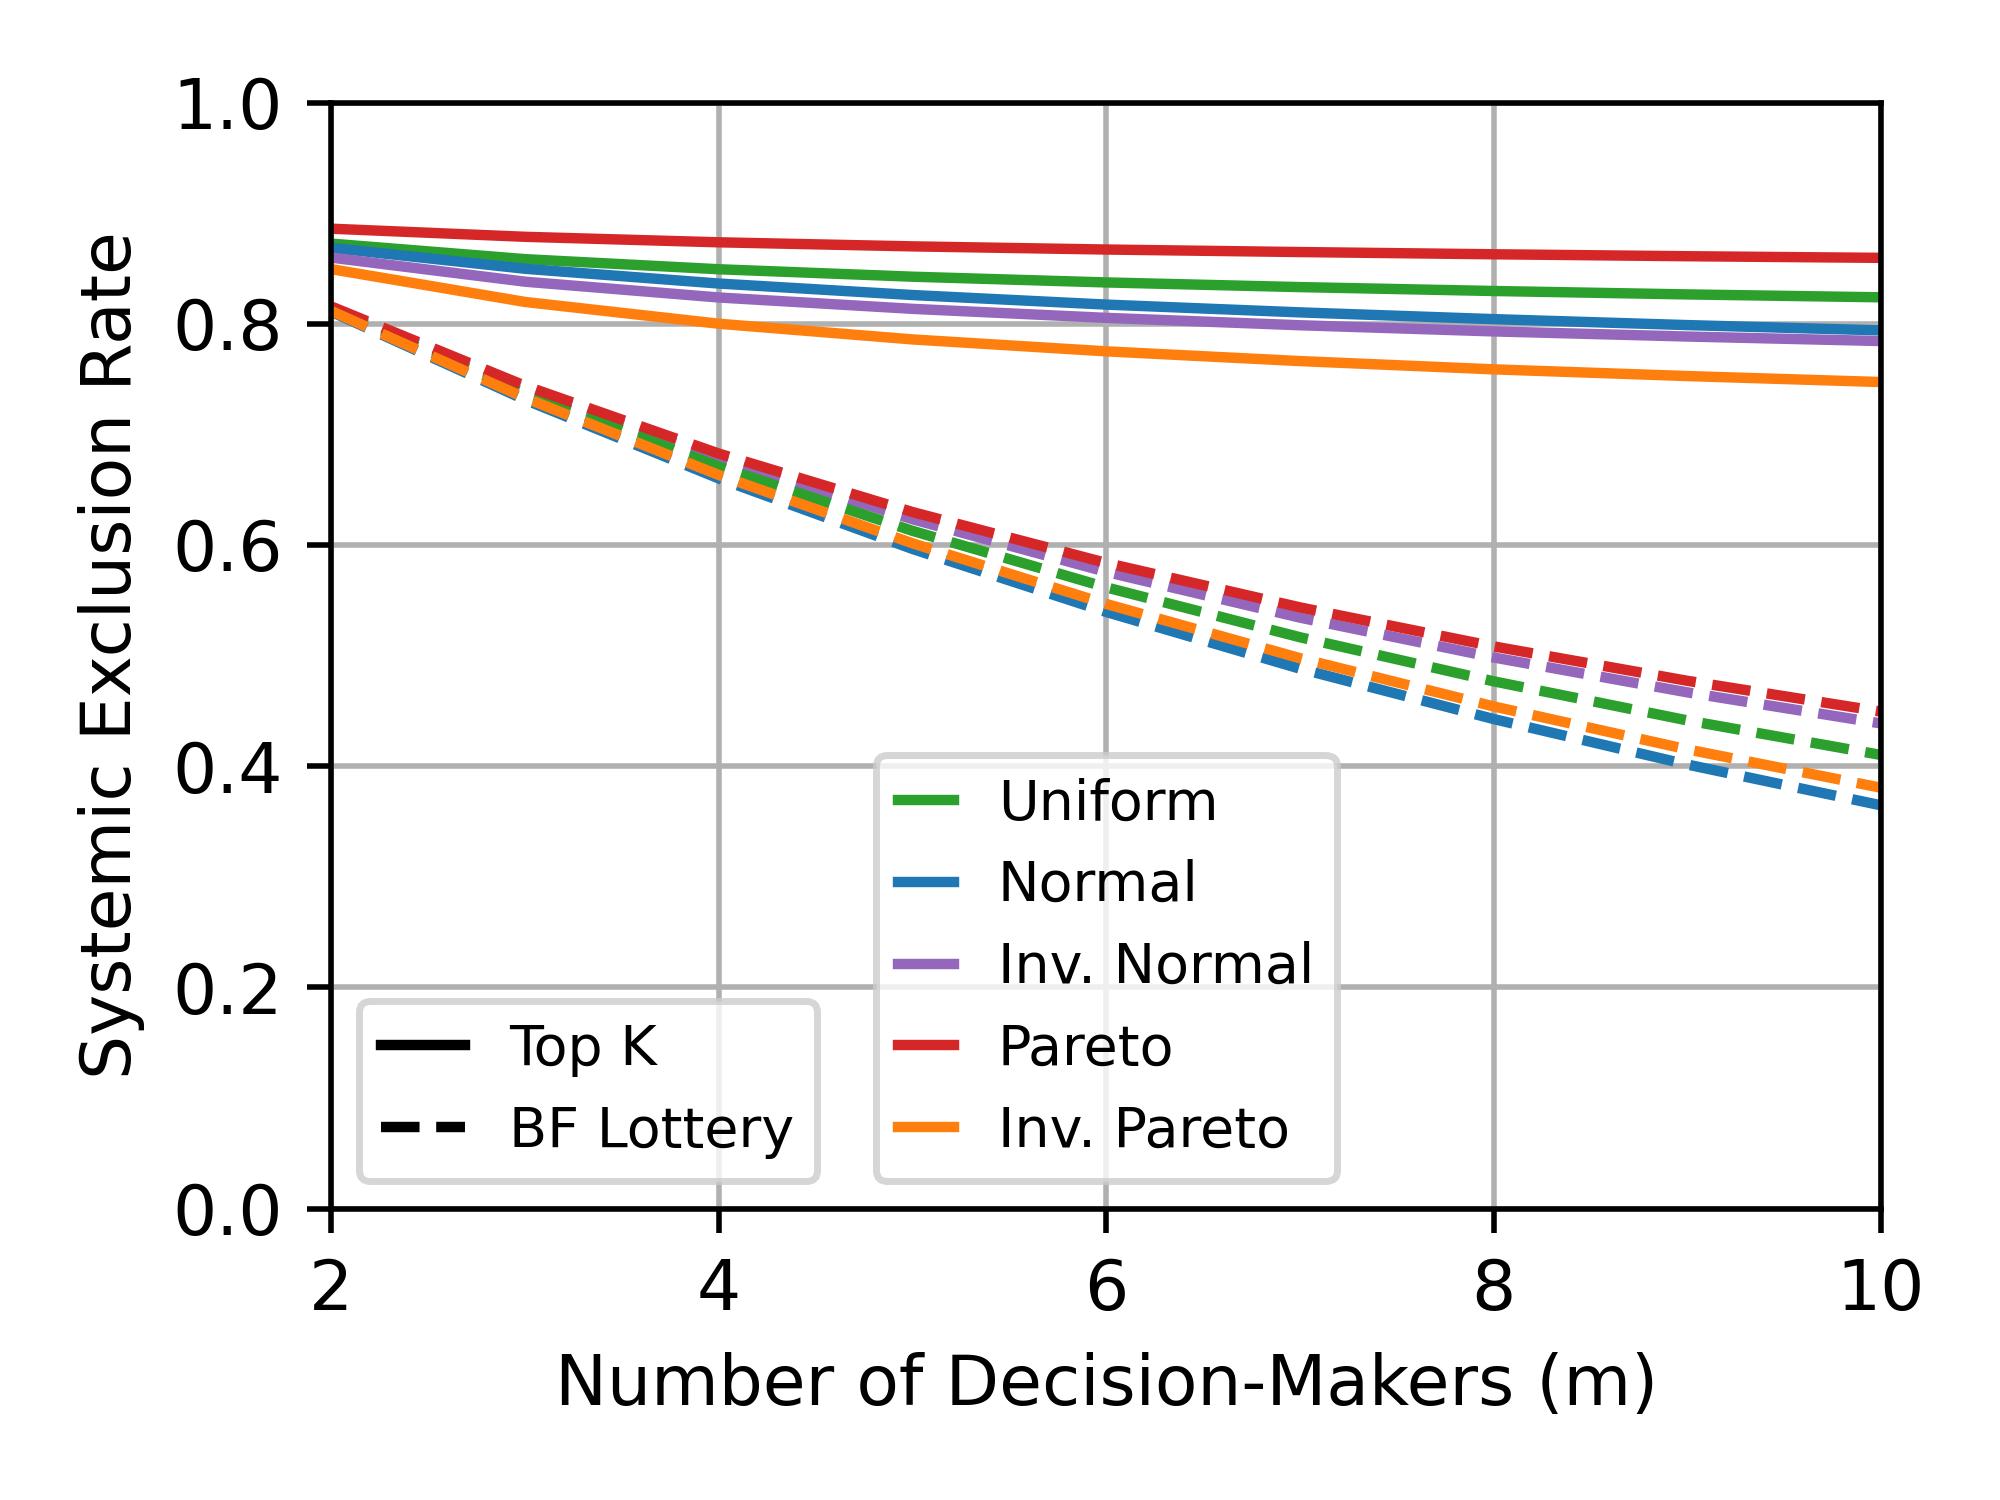 Systemic Exclusion Rate
1.0
0.8
0.6
0.4
0.2
0.0
Top K
BF Lottery
Uniform
Normal
Inv. Normal
Pareto
Inv. Pareto
2 4 6 8 10
Number of Decision-Makers (m)